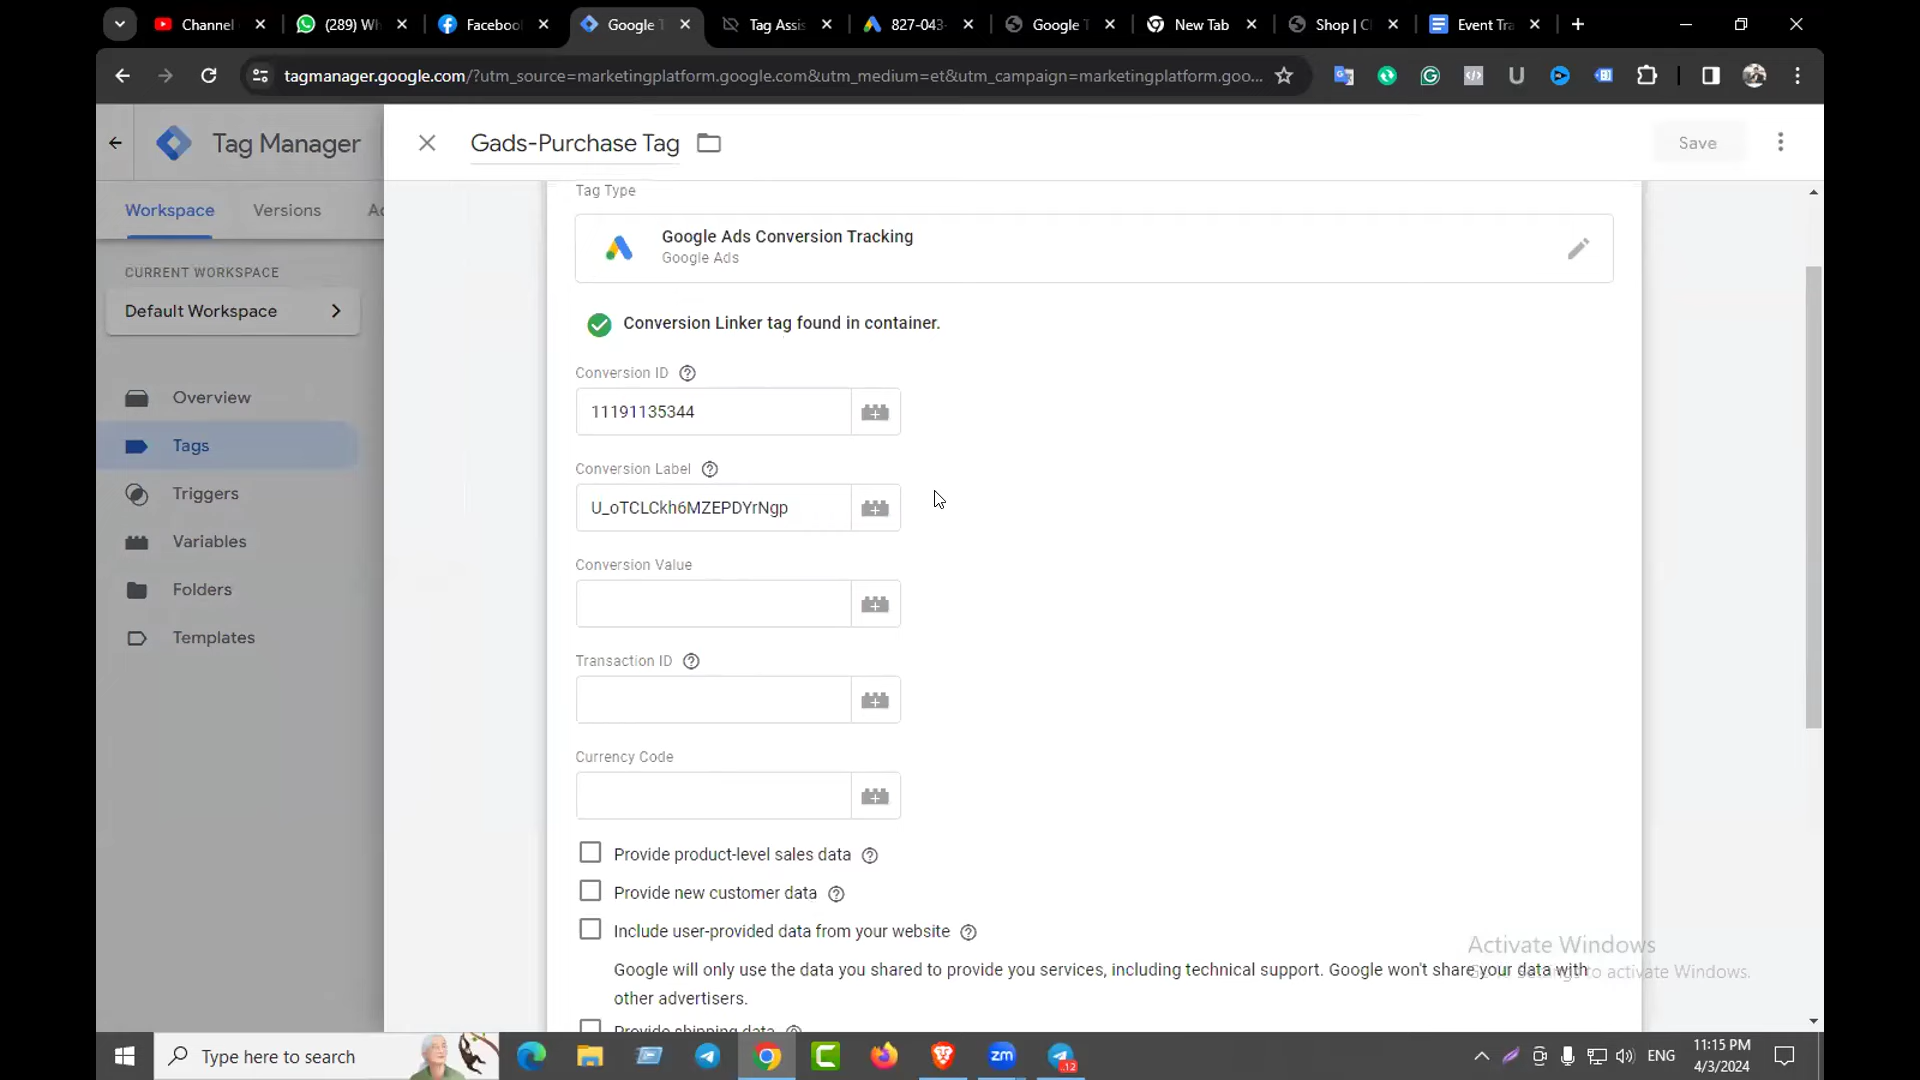 Channel
(289) Wh
Faceboo
Google T
Tag Assis
827-043-
Google T
New Tab
Shop | C
Event Tra
tagmanager.google.com/?utm_source=marketingplatform.google.com&utm_medium=et&utm_campaign=marketingplatform.goo...
Tag Manager
Gads-Purchase Tag
Save
Workspace
Versions
Ad
Tag Type
Google Ads Conversion Tracking
Google Ads
CURRENT WORKSPACE
Default Workspace
Conversion Linker tag found in container.
Overview
Tags
Triggers
Variables
Folders
Templates
Conversion ID
11191135344
Conversion Label
U_oTCLCkh6MZEPDYrNgp
Conversion Value
Transaction ID
Currency Code
Provide product-level sales data
Provide new customer data
Include user-provided data from your website
Google will only use the data you shared to provide you services, including technical support. Google won't share your data with
other advertisers.
Provide shipping data
Activate Windows
to activate Windows.
Type here to search
zm
12
ENG
11:15 PM
4/3/2024